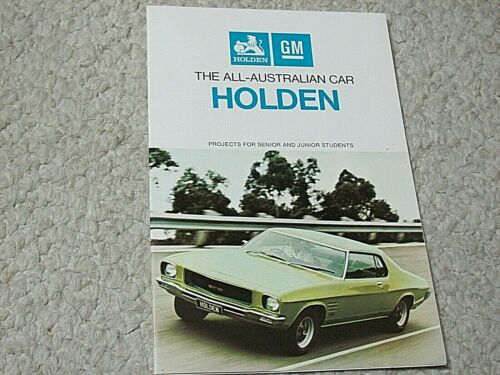 HOLDEN
GM
THE ALL-AUSTRALIAN CAR
HOLDEN
PROJECTS FOR SENIOR AND JUNIOR STUDENTS
HOLDEN